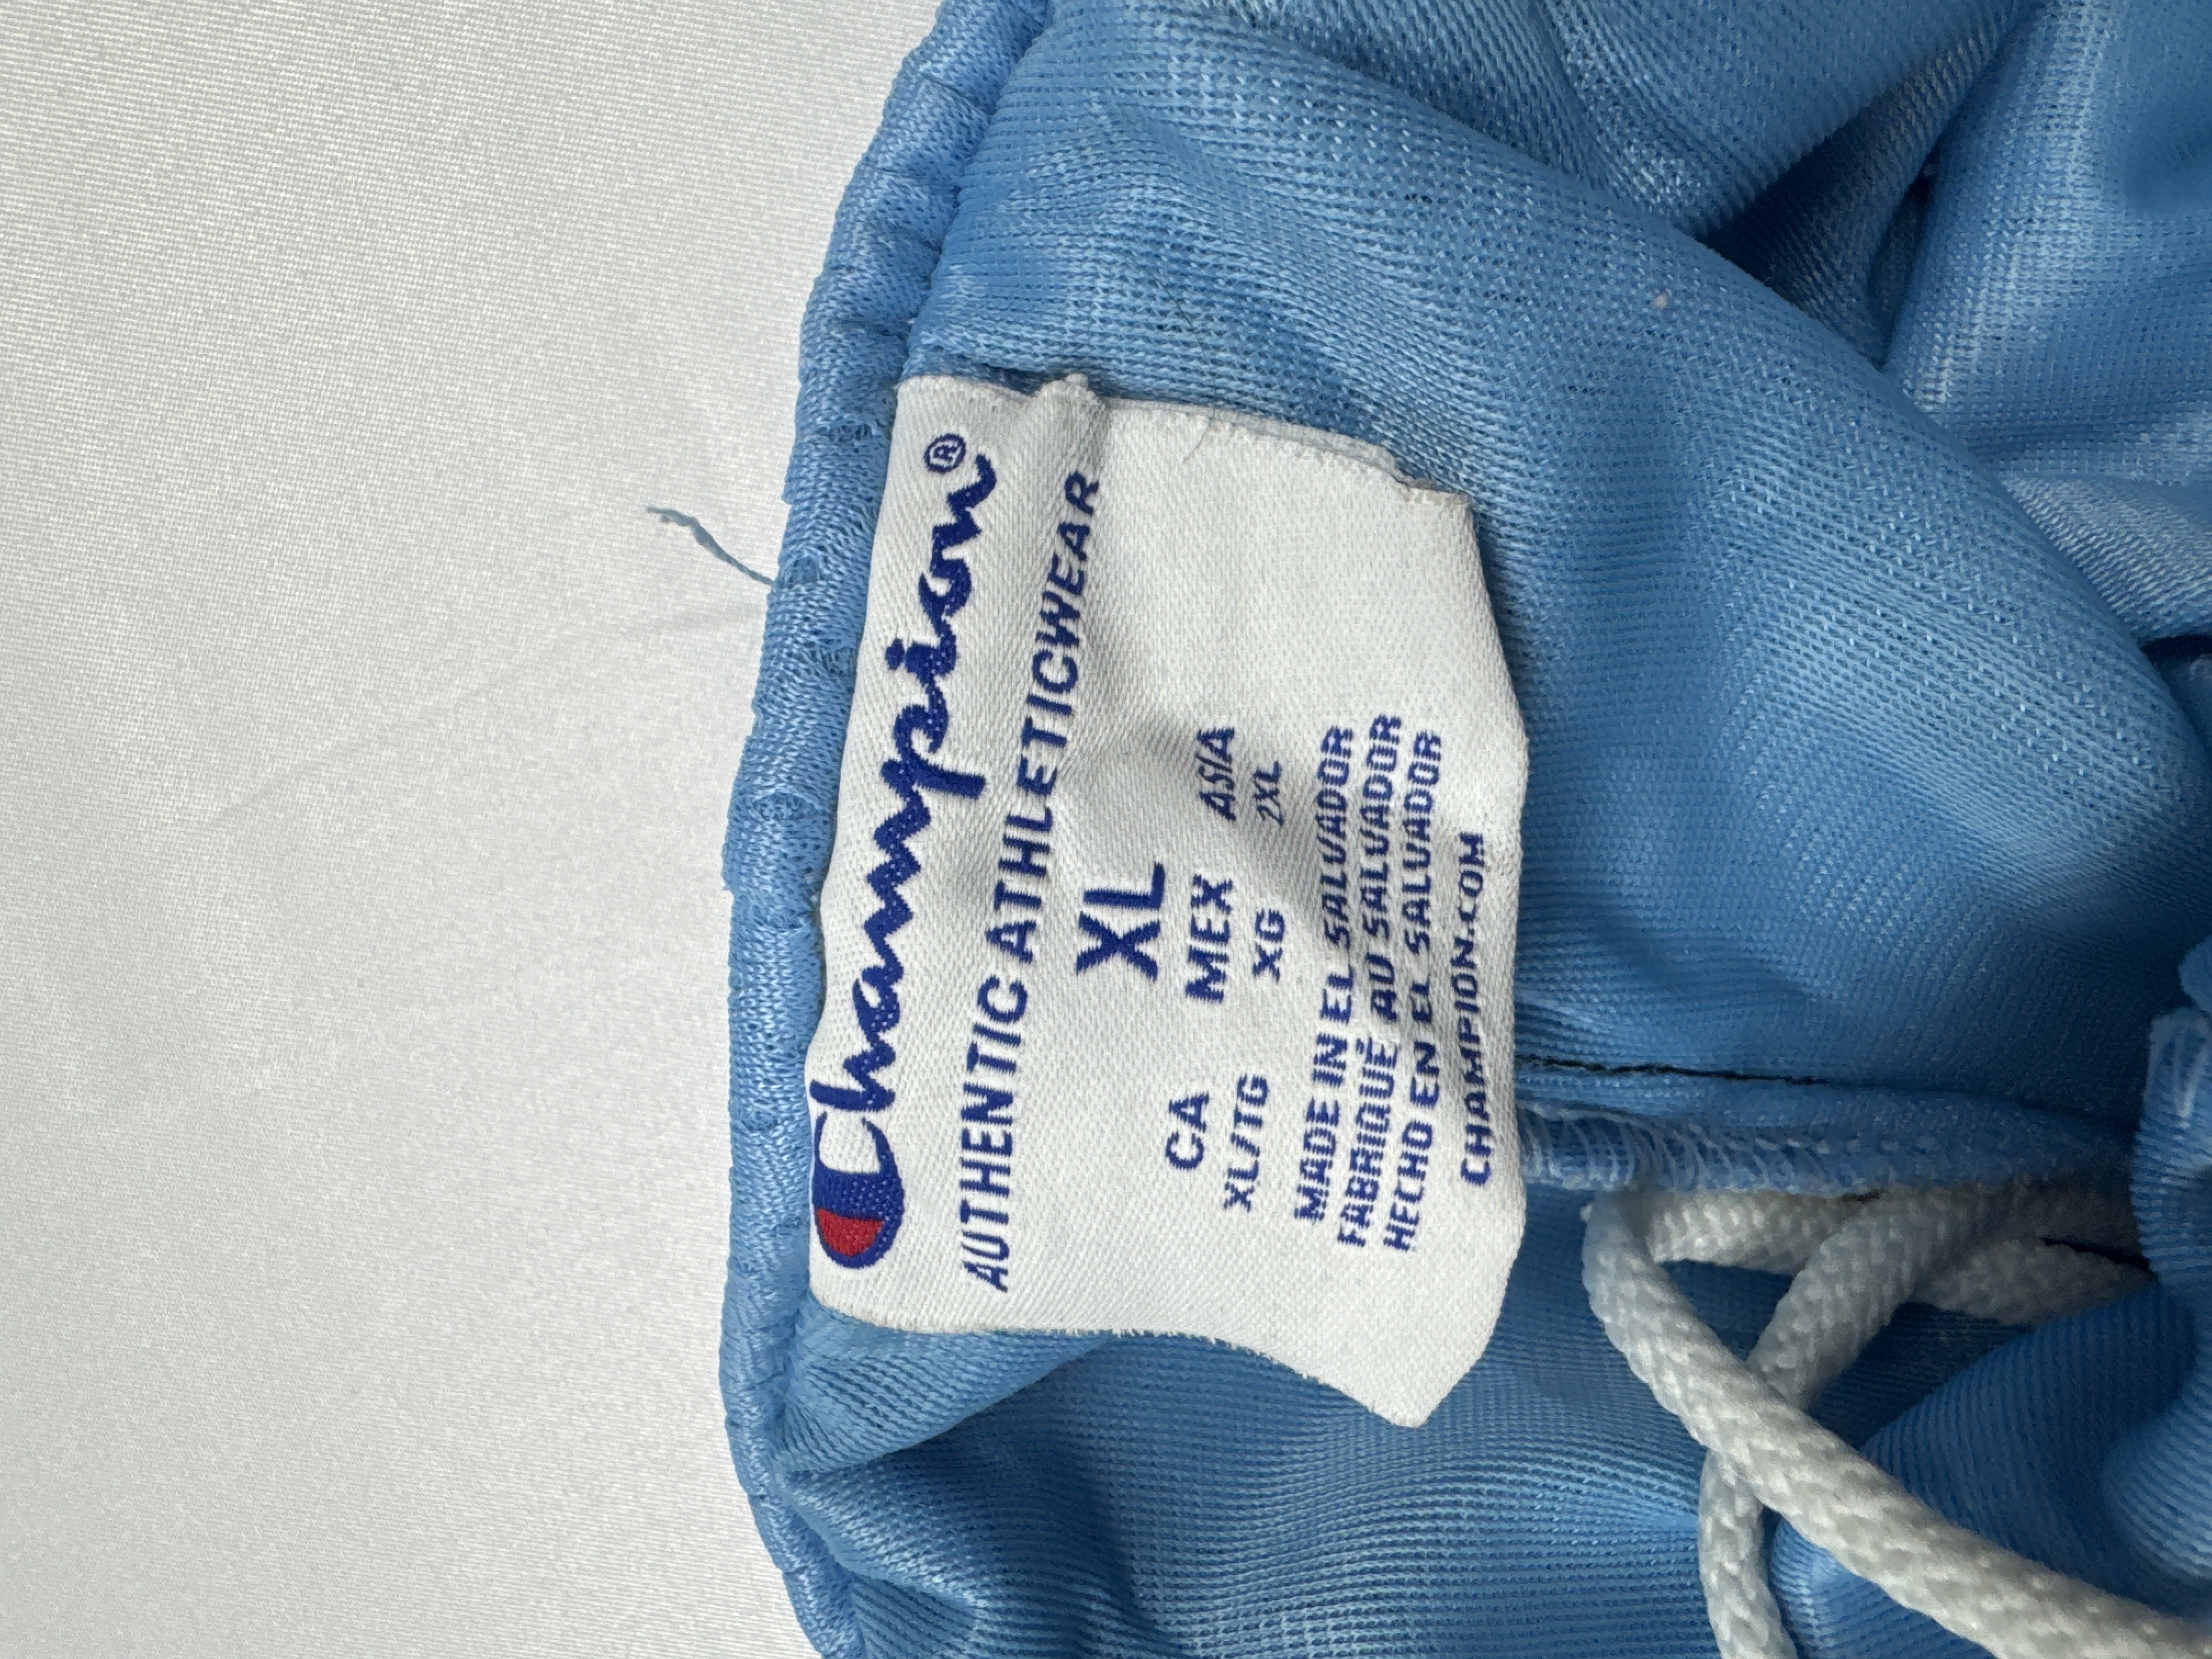 Champion®
AUTHENTIC ATHLETICWEAR
XL
CA MEX ASIA
XL/TG XG 2XL
MADE IN EL SALVADOR
FABRIQUÉ AU SALVADOR
HECHO EN EL SALVADOR
CHAMPION.COM